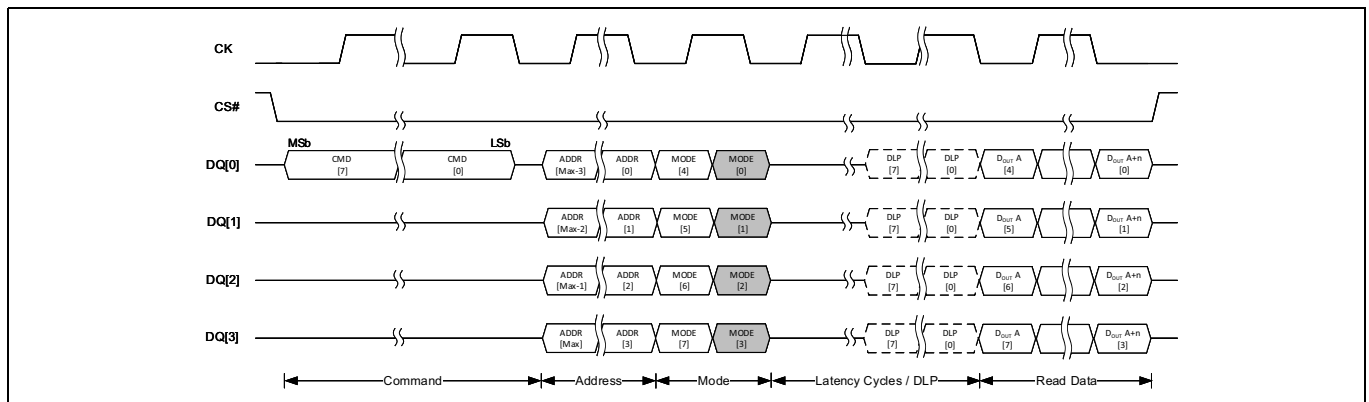 CK
CS#
MSb LSb
DQ[0] CMD CMD ADDR ADDR MODE MODE DLP DLP DOUT A DOUT A+n
[7] [0] [Max-3] [0] [4] [0] [7] [0] [4] [0]
DQ[1] ADDR ADDR MODE MODE DLP DLP DOUT A DOUT A+n
[Max-2] [1] [5] [1] [7] [0] [5] [1]
DQ[2] ADDR ADDR MODE MODE DLP DLP DOUT A DOUT A+n
[Max-1] [2] [6] [2] [7] [0] [6] [2]
DQ[3] ADDR ADDR MODE MODE DLP DLP DOUT A DOUT A+n
[Max] [3] [7] [3] [7] [0] [7] [3]
Command Address Mode Latency Cycles / DLP Read Data